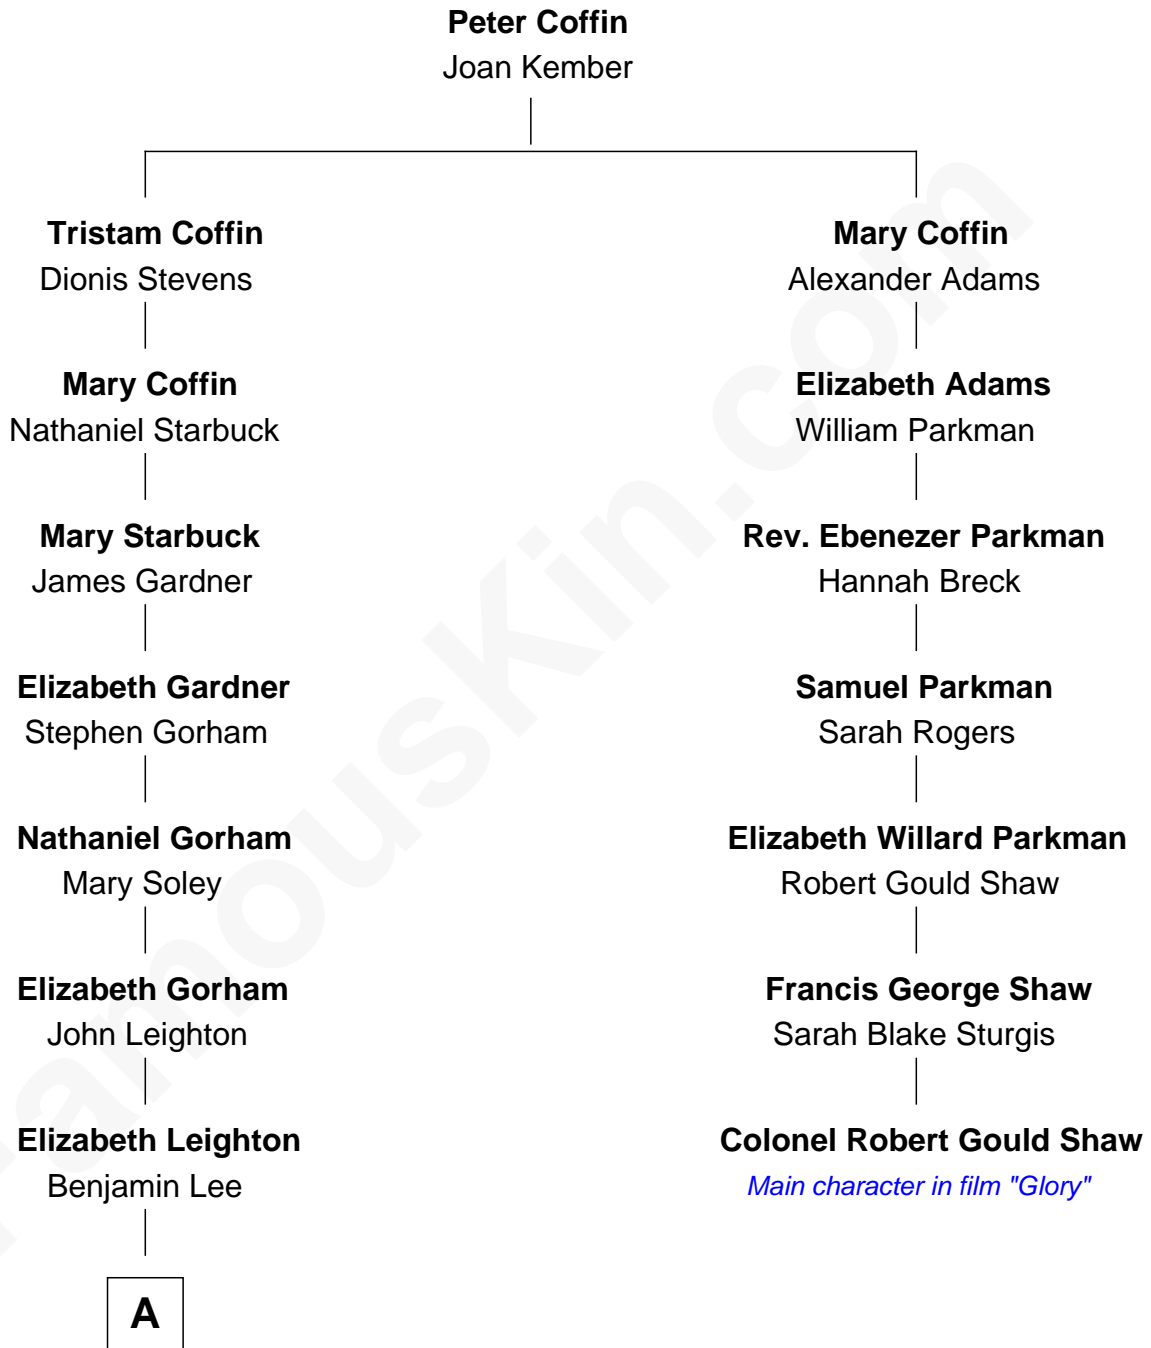 Peter Coffin
Joan Kember
Tristam Coffin
Dionis Stevens
Mary Coffin
Nathaniel Starbuck
Mary Starbuck
James Gardner
Elizabeth Gardner
Stephen Gorham
Nathaniel Gorham
Mary Soley
Elizabeth Gorham
John Leighton
Elizabeth Leighton
Benjamin Lee
A
Mary Coffin
Alexander Adams
Elizabeth Adams
William Parkman
Rev. Ebenezer Parkman
Hannah Breck
Samuel Parkman
Sarah Rogers
Elizabeth Willard Parkman
Robert Gould Shaw
Francis George Shaw
Sarah Blake Sturgis
Colonel Robert Gould Shaw
Main character in film "Glory"
FamousKin.com